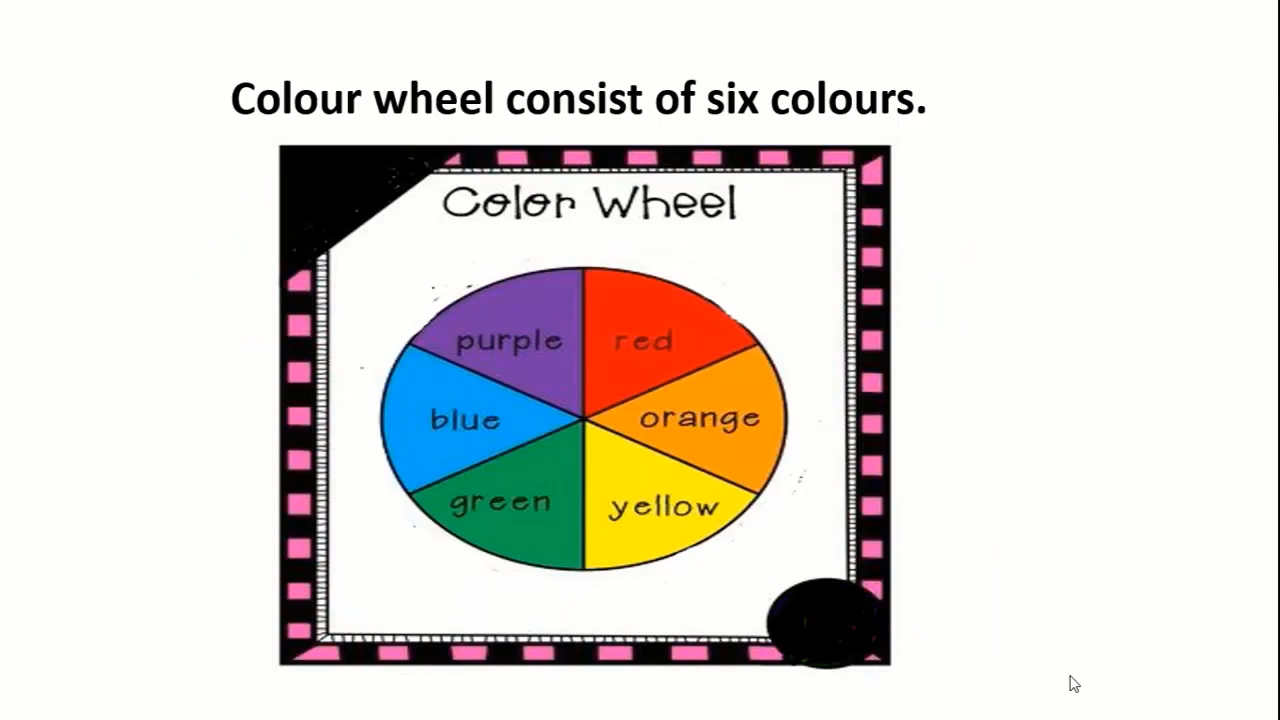 Colour wheel consist of six colours.
Color Wheel
purple
red
blue
orange
green
yellow